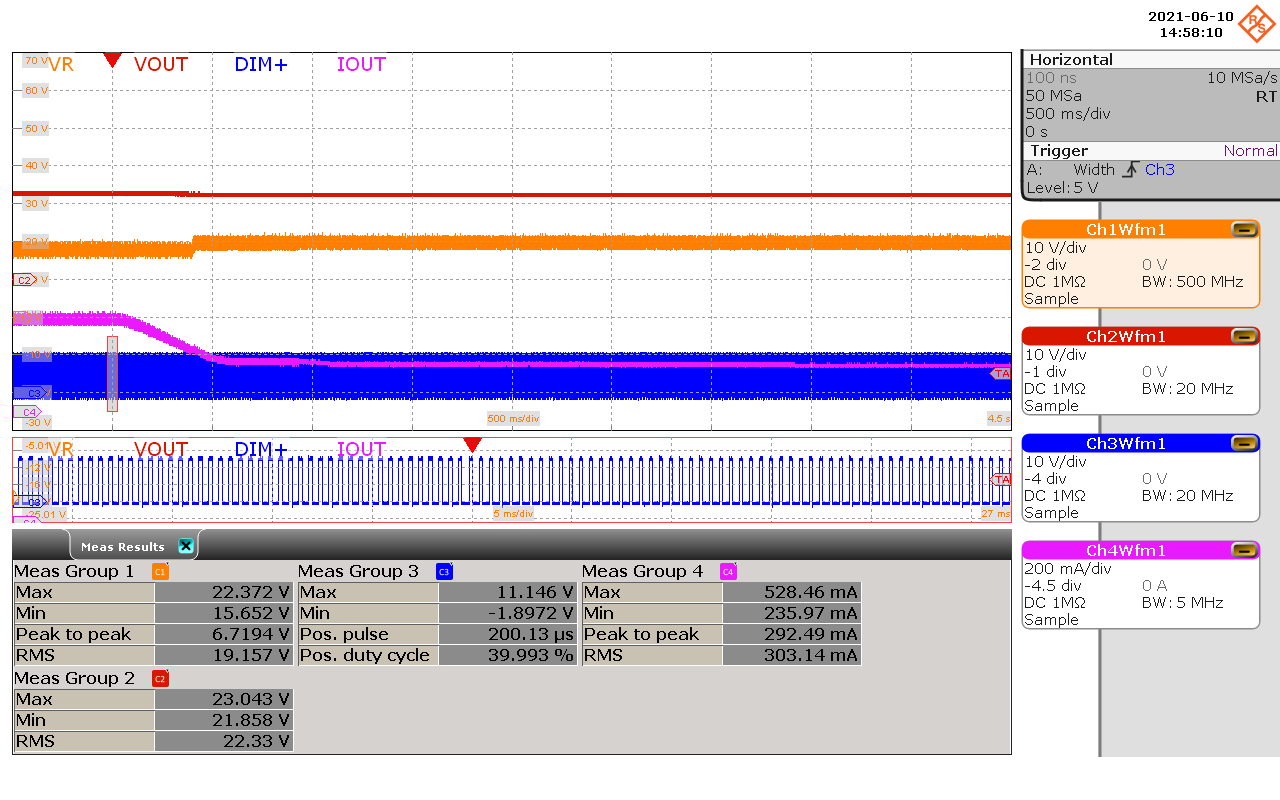 2021-06-10
14:58:10
R S
VR VOUT DIM+ IOUT
70 V
60 V
50 V
40 V
30 V
20 V
C2 V
C3
TA
C4
-30 V
500 ms/div
4.5 s
-5.01
VR VOUT DIM+ IOUT
-12 V
TA
C3
-25.01 V
5 ms/div
27 ms
C4
Horizontal
100 ns 10 MSa/s
50 MSa RT
500 ms/div
0 s
Trigger Normal
A: Width Ch3
Level: 5 V
Ch1Wfm1
10 V/div
-2 div 0 V
DC 1MΩ BW: 500 MHz
Sample
Ch2Wfm1
10 V/div
-1 div 0 V
DC 1MΩ BW: 20 MHz
Sample
Ch3Wfm1
10 V/div
-4 div 0 V
DC 1MΩ BW: 20 MHz
Sample
Ch4Wfm1
200 mA/div
-4.5 div 0 A
DC 1MΩ BW: 5 MHz
Sample
Meas Results
Meas Group 1 C1
Max 22.372 V
Min 15.652 V
Peak to peak 6.7194 V
RMS 19.157 V
Meas Group 3 C3
Max 11.146 V
Min -1.8972 V
Pos. pulse 200.13 µs
Pos. duty cycle 39.993 %
Meas Group 4 C4
Max 528.46 mA
Min 235.97 mA
Peak to peak 292.49 mA
RMS 303.14 mA
Meas Group 2 C2
Max 23.043 V
Min 21.858 V
RMS 22.33 V